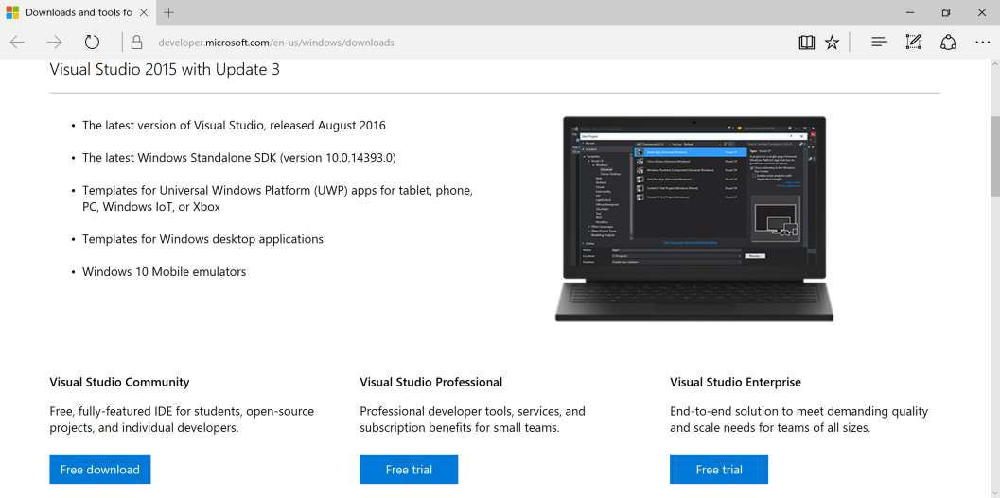 Downloads and tools fo
developer.microsoft.com/en-us/windows/downloads
Visual Studio 2015 with Update 3
• The latest version of Visual Studio, released August 2016
• The latest Windows Standalone SDK (version 10.0.14393.0)
• Templates for Universal Windows Platform (UWP) apps for tablet, phone,
PC, Windows IoT, or Xbox
• Templates for Windows desktop applications
• Windows 10 Mobile emulators
Visual Studio Community
Free, fully-featured IDE for students, open-source
projects, and individual developers.
Free download
Visual Studio Professional
Professional developer tools, services, and
subscription benefits for small teams.
Free trial
Visual Studio Enterprise
End-to-end solution to meet demanding quality
and scale needs for teams of all sizes.
Free trial